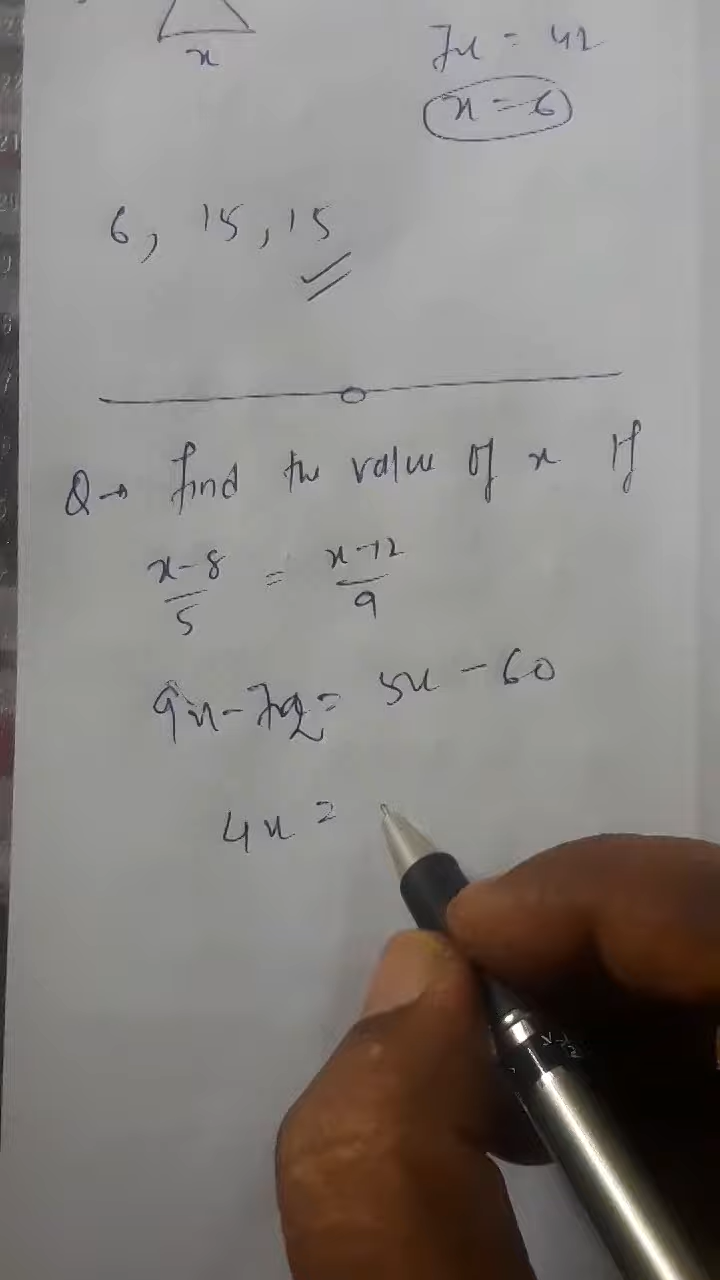 x
7x = 42
x = 6
6, 15, 15
Q→ find the value of x If
x-8/5 = x-12/9
9x-72 = 5x - 60
4x =